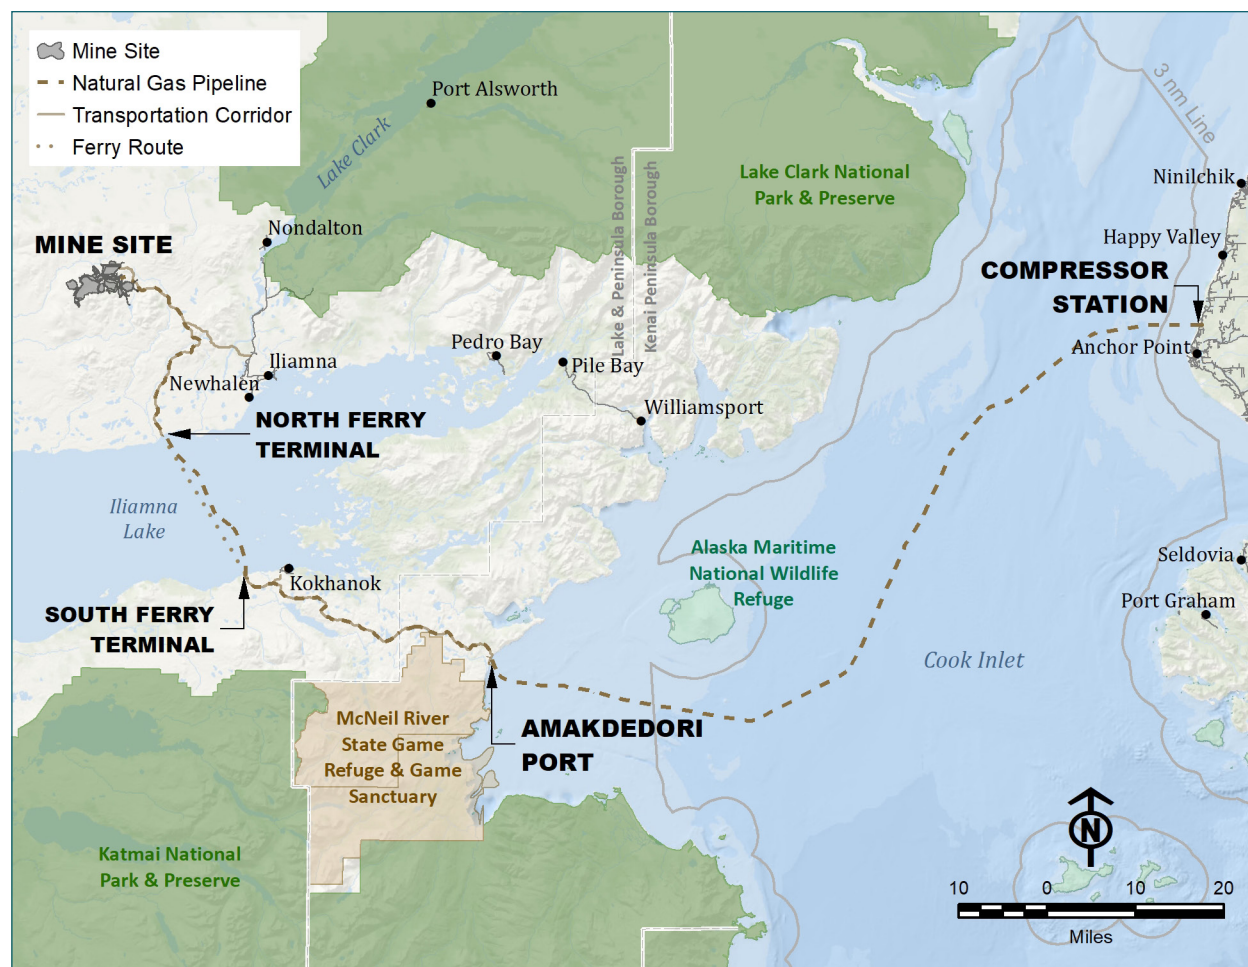 Mine Site
Natural Gas Pipeline
Transportation Corridor
Ferry Route
Port Alsworth
Lake Clark
3 nm Line
Lake Clark National
Park & Preserve
Ninilchik
Lake & Peninsula Borough
Kenai Peninsula Borough
Nondalton
MINE SITE
Happy Valley
COMPRESSOR
STATION
Pedro Bay
Pile Bay
Anchor Point
Iliamna
Newhalen
Williamsport
NORTH FERRY
TERMINAL
Iliamna
Lake
Alaska Maritime
National Wildlife
Refuge
Seldovia
Kokhanok
Port Graham
SOUTH FERRY
TERMINAL
Cook Inlet
McNeil River
State Game
Refuge & Game
Sanctuary
AMAKDEDORI
PORT
Katmai National
Park & Preserve
N
10 0 10 20
Miles